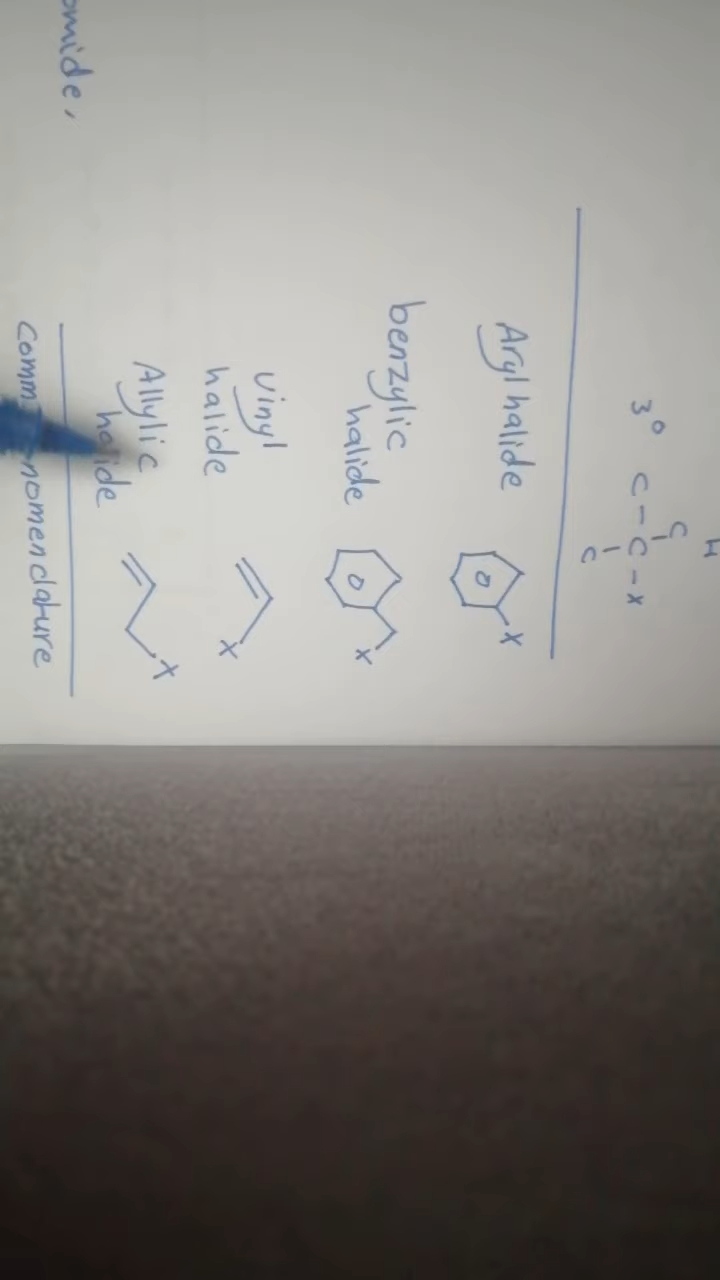 H
C
3° C-C-X
C
Aryl halide X
benzylic
halide X
Vinyl
halide X
Allylic
halide X
nomenclature
omide,